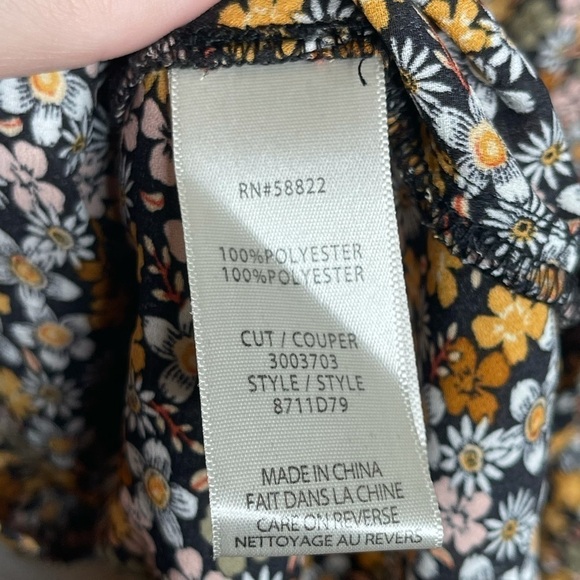 RN#58822
100%POLYESTER
100%POLYESTER
CUT / COUPER
3003703
STYLE / STYLE
8711D79
MADE IN CHINA
FAIT DANS LA CHINE
CARE ON REVERSE
NETTOYAGE AU REVERS